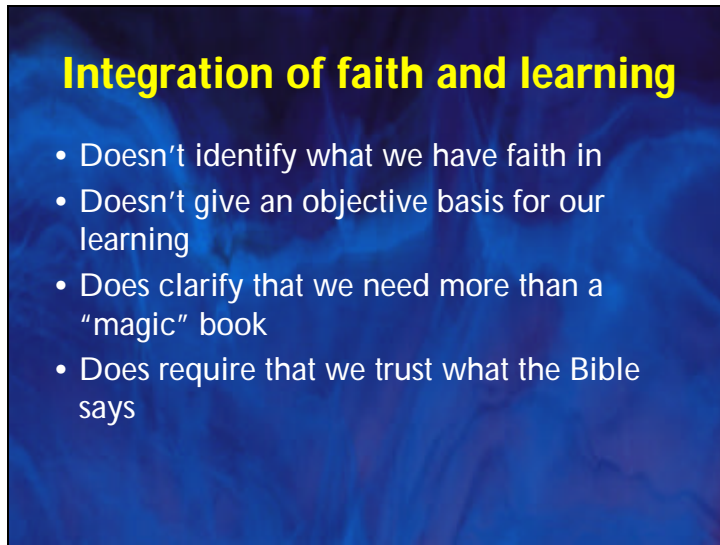 Integration of faith and learning
• Doesn't identify what we have faith in
• Doesn't give an objective basis for our
learning
• Does clarify that we need more than a
“magic” book
• Does require that we trust what the Bible
says